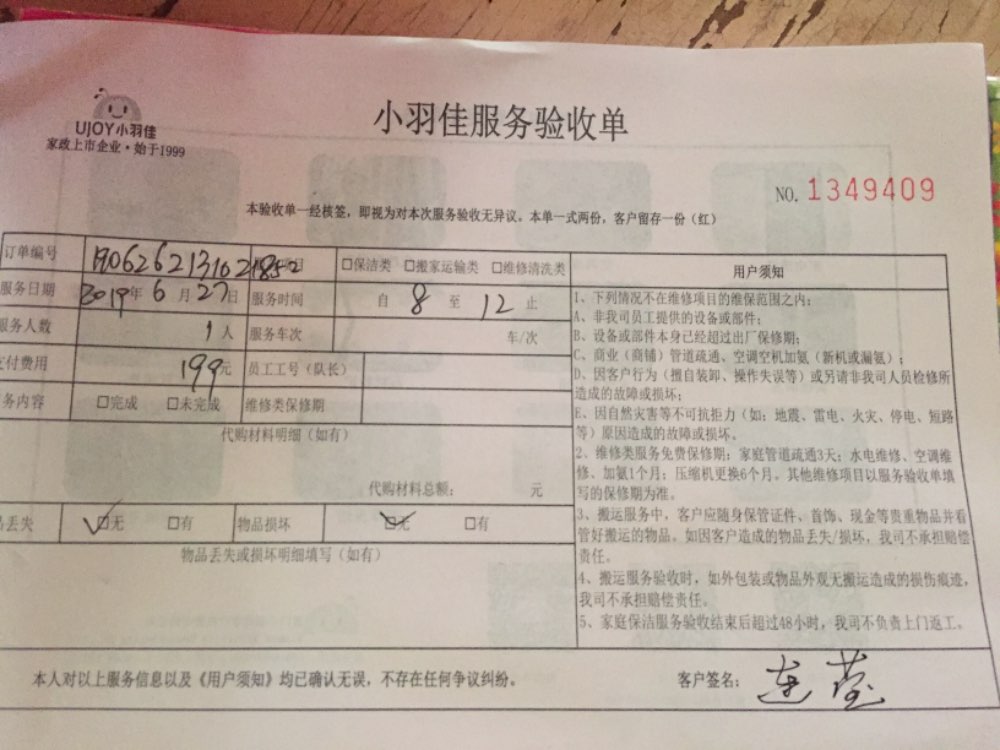 UJOY小羽佳
家政上市企业·始于1999
小羽佳服务验收单
NO. 1349409
本验收单一经核签，即视为对本次服务验收无异议。本单一式两份，客户留存一份（红）
订单编号 项目 □保洁类 □搬家运输类 □维修清洗类
服务日期 2019年6月27日 服务时间 自 8 至 12 止
服务人数 1人 服务车次 车/次
付费用 199元 员工工号（队长）
务内容 □完成 □未完成 维修类保修期
代购材料明细（如有）
代购材料总额： 元
品丢失 □无 □有 物品损坏 □无 □有
物品丢失或损坏明细填写（如有）
用户须知
1、下列情况不在维修项目的维保范围之内：
A、非我司员工提供的设备或部件；
B、设备或部件本身已经超过出厂保修期；
C、商业（商铺）管道疏通、空调空机加氨（新机或漏氨）；
D、因客户行为（擅自装卸、操作失误等）或另请非我司人员检修所
造成的故障或损坏；
E、因自然灾害等不可抗拒力（如：地震、雷电、火灾、停电、短路
等）原因造成的故障或损坏。
2、维修类服务免费保修期：家庭管道疏通3天；水电维修、空调维
修、加氨1个月；压缩机更换6个月。其他维修项目以服务验收单填
写的保修期为准。
3、搬运服务中，客户应随身保管证件、首饰、现金等贵重物品并看
管好搬运的物品。如因客户造成的物品丢失/损坏，我司不承担赔偿
责任。
4、搬运服务验收时，如外包装或物品外观无搬运造成的损伤痕迹，
我司不承担赔偿责任。
5、家庭保洁服务验收结束后超过48小时，我司不负责上门返工。
本人对以上服务信息以及《用户须知》均已确认无误，不存在任何争议纠纷。
客户签名： 连莹